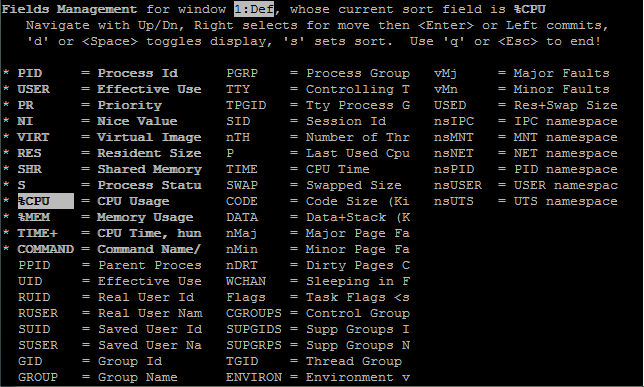 Fields Management for window 1:Def, whose current sort field is %CPU
Navigate with Up/Dn, Right selects for move then <Enter> or Left commits,
'd' or <Space> toggles display, 's' sets sort.  Use 'q' or <Esc> to end!
* PID     = Process Id    PGRP    = Process Group vMj     = Major Faults
* USER    = Effective Use TTY     = Controlling T vMn     = Minor Faults
* PR      = Priority      TPGID   = Tty Process G USED    = Res+Swap Size
* NI      = Nice Value    SID     = Session Id    nsIPC   = IPC namespace
* VIRT    = Virtual Image nTH     = Number of Thr nsMNT   = MNT namespace
* RES     = Resident Size P       = Last Used Cpu nsNET   = NET namespace
* SHR     = Shared Memory TIME    = CPU Time      nsPID   = PID namespace
* S       = Process Statu SWAP    = Swapped Size  nsUSER  = USER namespac
* %CPU    = CPU Usage     CODE    = Code Size (Ki nsUTS   = UTS namespace
* %MEM    = Memory Usage  DATA    = Data+Stack (K
* TIME+   = CPU Time, hun nMaj    = Major Page Fa
* COMMAND = Command Name/ nMin    = Minor Page Fa
PPID    = Parent Proces nDRT    = Dirty Pages C
UID     = Effective Use WCHAN   = Sleeping in F
RUID    = Real User Id  Flags   = Task Flags <s
RUSER   = Real User Nam CGROUPS = Control Group
SUID    = Saved User Id SUPGIDS = Supp Groups I
SUSER   = Saved User Na SUPGRPS = Supp Groups N
GID     = Group Id      TGID    = Thread Group
GROUP   = Group Name    ENVIRON = Environment v